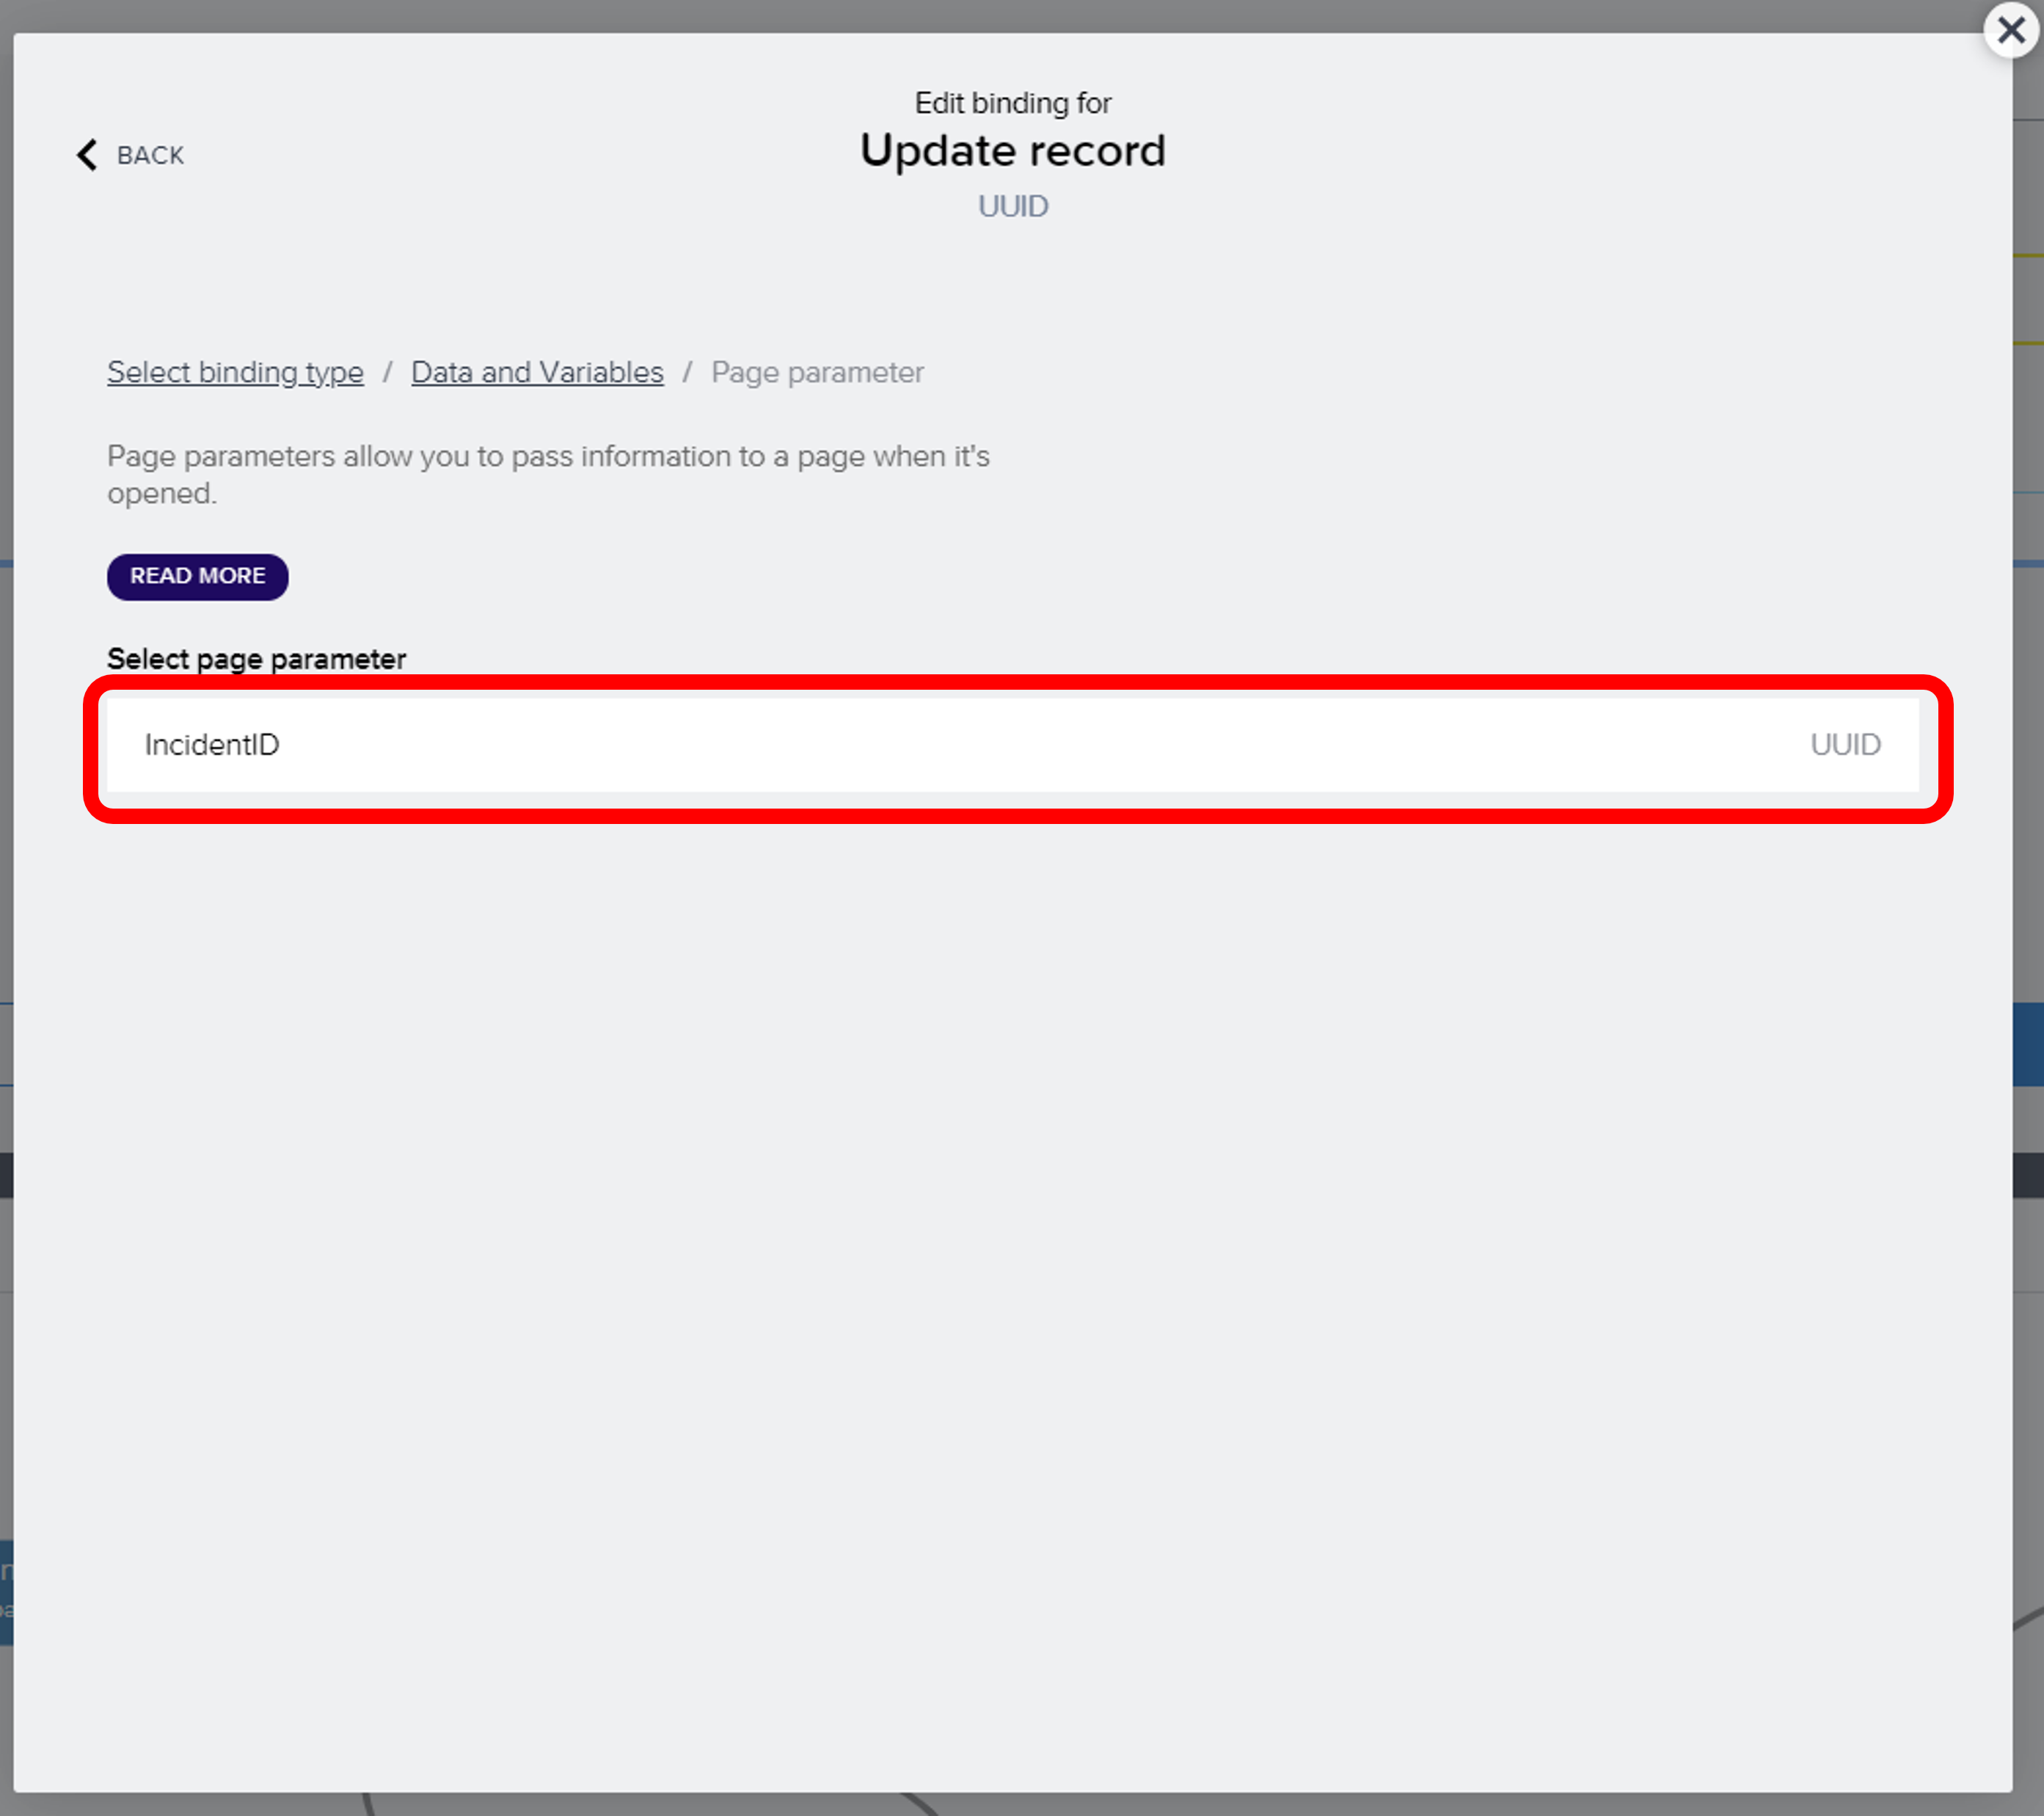 Edit binding for
Update record
BACK
UUID
Select binding type / Data and Variables / Page parameter
Page parameters allow you to pass information to a page when it's
opened.
READ MORE
Select page parameter
IncidentID UUID